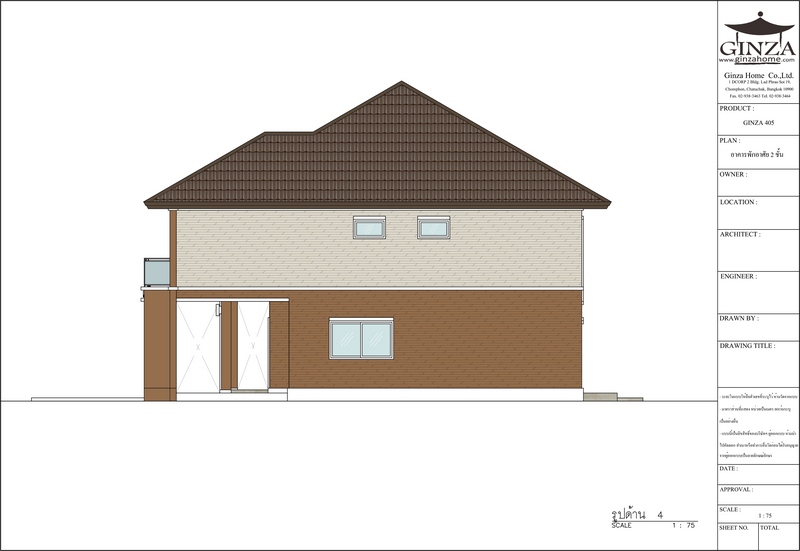 GINZA
www.ginzahome.com
Ginza Home Co.,Ltd.
1 DCORP 2 Bldg. Lad Phrao Soi 19,
Chomphon, Chatuchak, Bangkok 10900
Fax. 02-938-3463 Tel. 02-938-3464
PRODUCT :
GINZA 405
PLAN :
อาคารพักอาศัย 2 ชั้น
OWNER :
LOCATION :
ARCHITECT :
ENGINEER :
DRAWN BY :
DRAWING TITLE :
DATE :
APPROVAL :
SCALE :
1 : 75
SHEET NO. TOTAL
รูปด้าน 4
SCALE 1 : 75